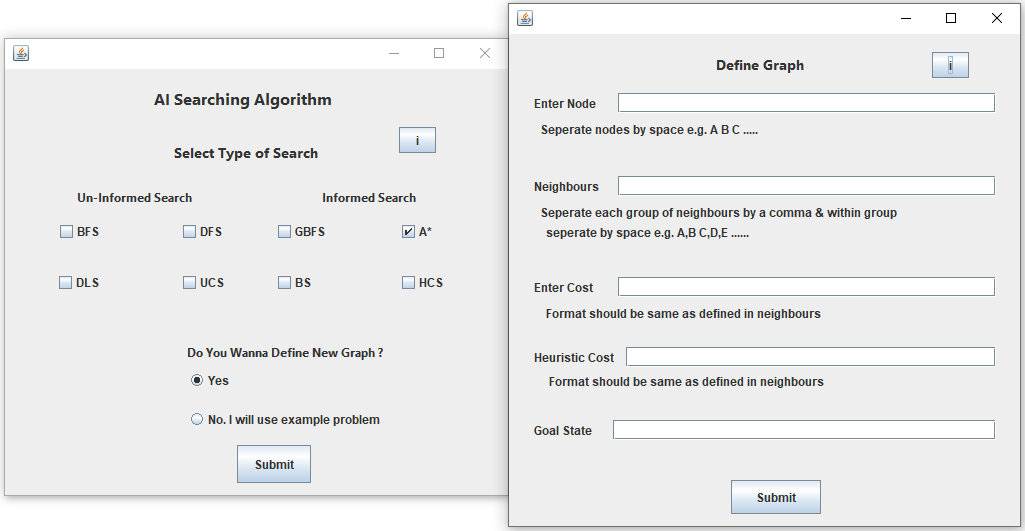 AI Searching Algorithm
i
Select Type of Search
Un-Informed Search Informed Search
BFS DFS GBFS A*
DLS UCS BS HCS
Do You Wanna Define New Graph ?
Yes
No. I will use example problem
Submit
Define Graph
i
Enter Node
Seperate nodes by space e.g. A B C .....
Neighbours
Seperate each group of neighbours by a comma & within group
seperate by space e.g. A,B C,D,E ......
Enter Cost
Format should be same as defined in neighbours
Heuristic Cost
Format should be same as defined in neighbours
Goal State
Submit